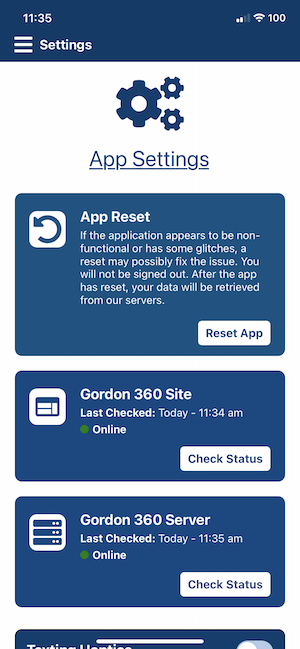 11:35
100
Settings
App Settings
App Reset
If the application appears to be non-
functional or has some glitches, a
reset may possibly fix the issue. You
will not be signed out. After the app
has reset, your data will be retrieved
from our servers.
Reset App
Gordon 360 Site
Last Checked: Today - 11:34 am
Online
Check Status
Gordon 360 Server
Last Checked: Today - 11:35 am
Online
Check Status